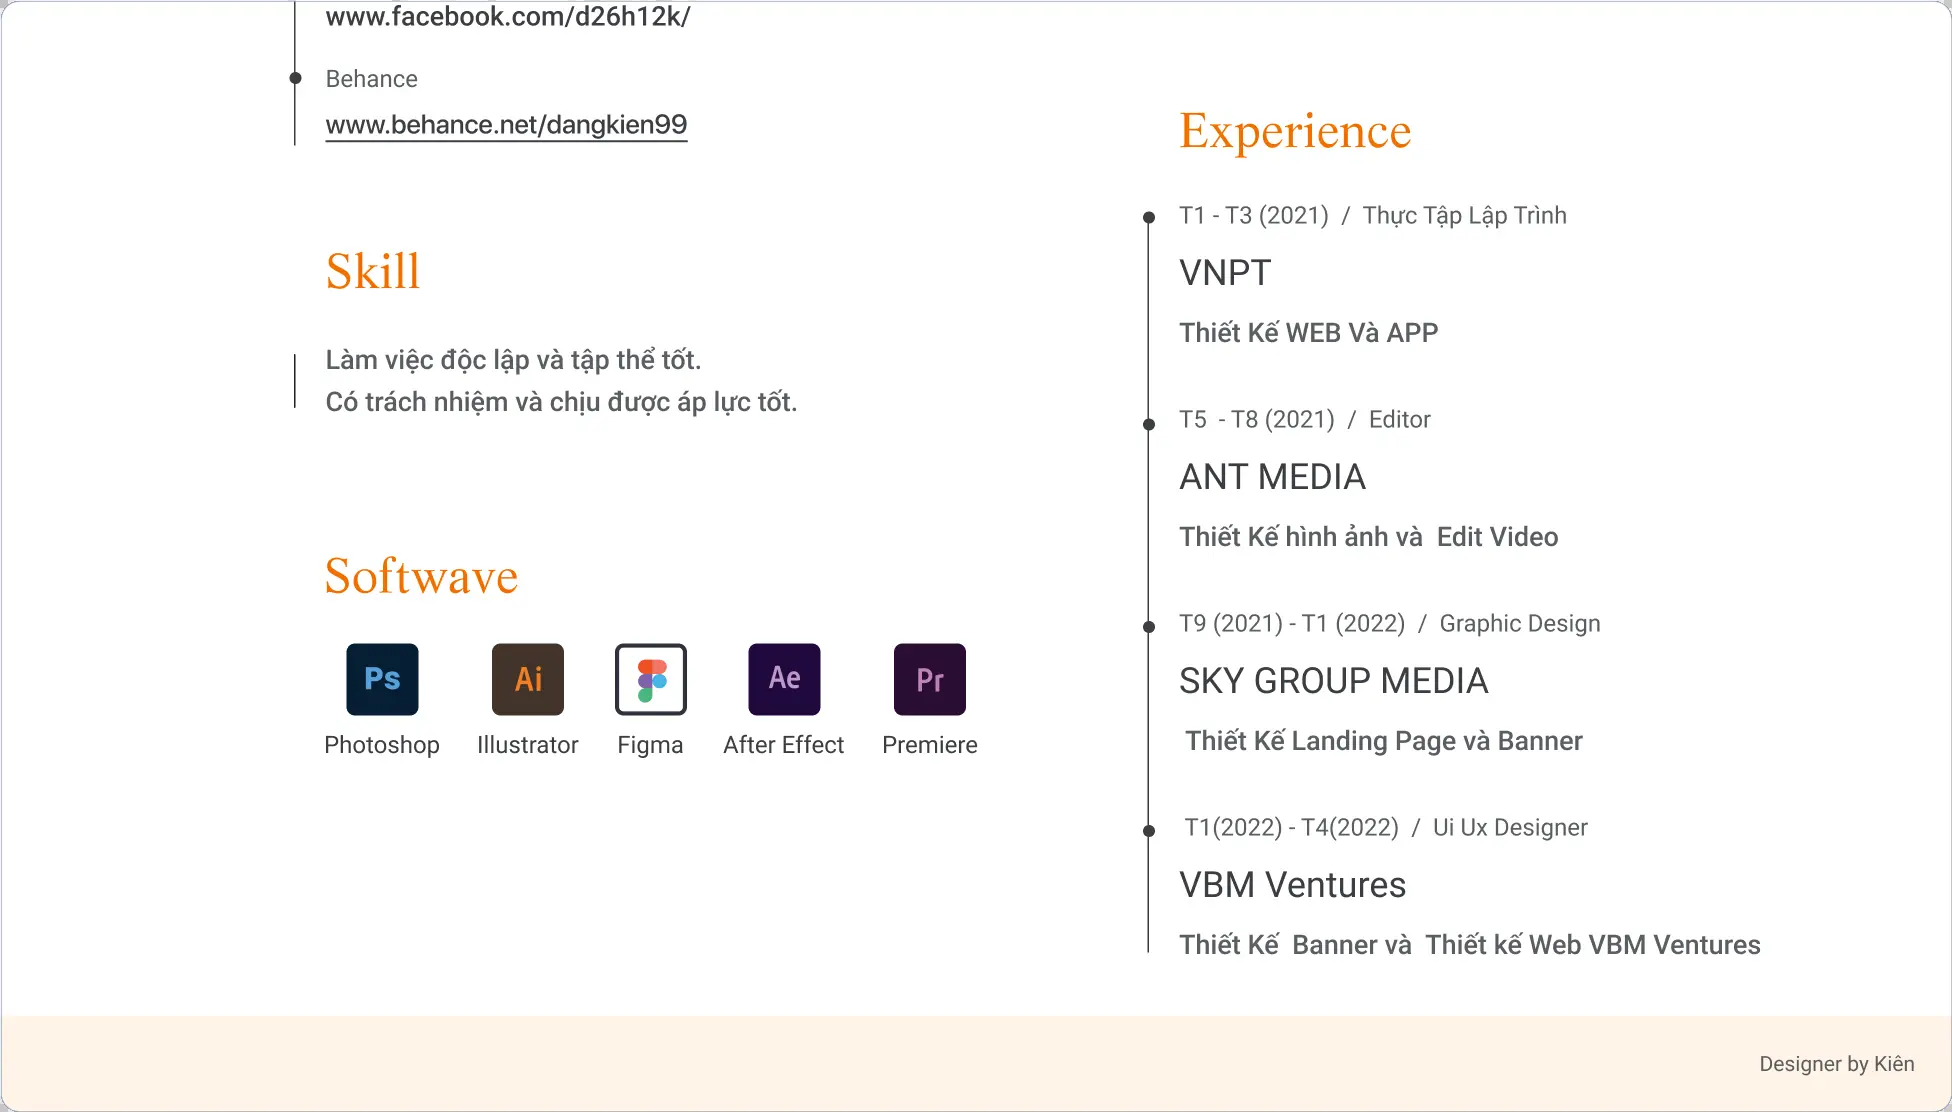 www.facebook.com/d26h12k/
Behance
www.behance.net/dangkien99
Skill
Làm việc độc lập và tập thể tốt.
Có trách nhiệm và chịu được áp lực tốt.
Softwave
Ps Ai Ae Pr
Photoshop Illustrator Figma After Effect Premiere
Experience
T1 - T3 (2021) / Thực Tập Lập Trình
VNPT
Thiết Kế WEB Và APP
T5 - T8 (2021) / Editor
ANT MEDIA
Thiết Kế hình ảnh và Edit Video
T9 (2021) - T1 (2022) / Graphic Design
SKY GROUP MEDIA
Thiết Kế Landing Page và Banner
T1(2022) - T4(2022) / Ui Ux Designer
VBM Ventures
Thiết Kế Banner và Thiết kế Web VBM Ventures
Designer by Kiên